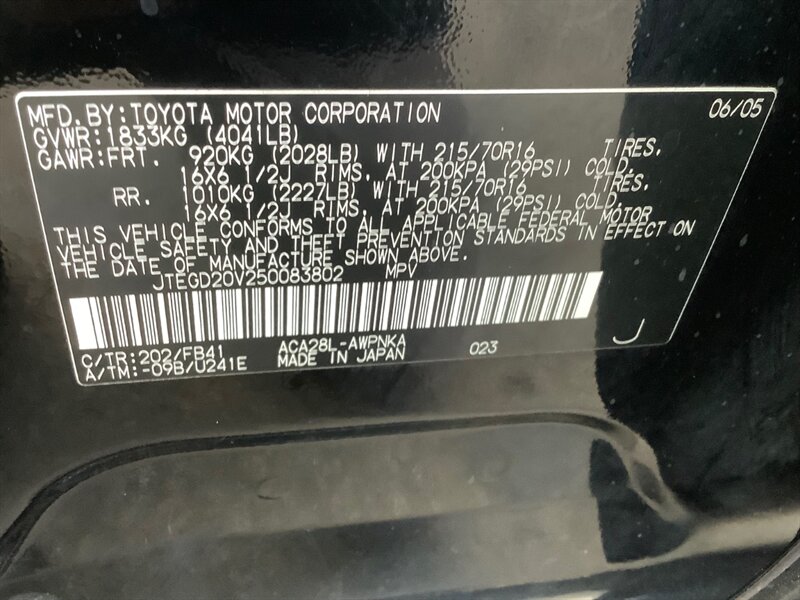 MFD.BY:TOYOTA MOTOR CORPORATION 06/05
GVWR:1833KG (4041LB)
GAWR:FRT. 920KG (2028LB) WITH 215/70R16 TIRES.
16X6 1/2J RIMS, AT 200KPA (29PSI) COLD.
RR. 1010KG (2227LB) WITH 215/70R16 TIRES.
16X6 1/2J RIMS, AT 200KPA (29PSI) COLD.
THIS VEHICLE CONFORMS TO ALL APPLICABLE FEDERAL MOTOR
VEHICLE SAFETY AND THEFT PREVENTION STANDARDS IN EFFECT ON
THE DATE OF MANUFACTURE SHOWN ABOVE.
JTEGD20V250083802 MPV
C/TR:202/FB41 ACA28L-AWPNKA 023 J
A/TM:-09B/U241E MADE IN JAPAN